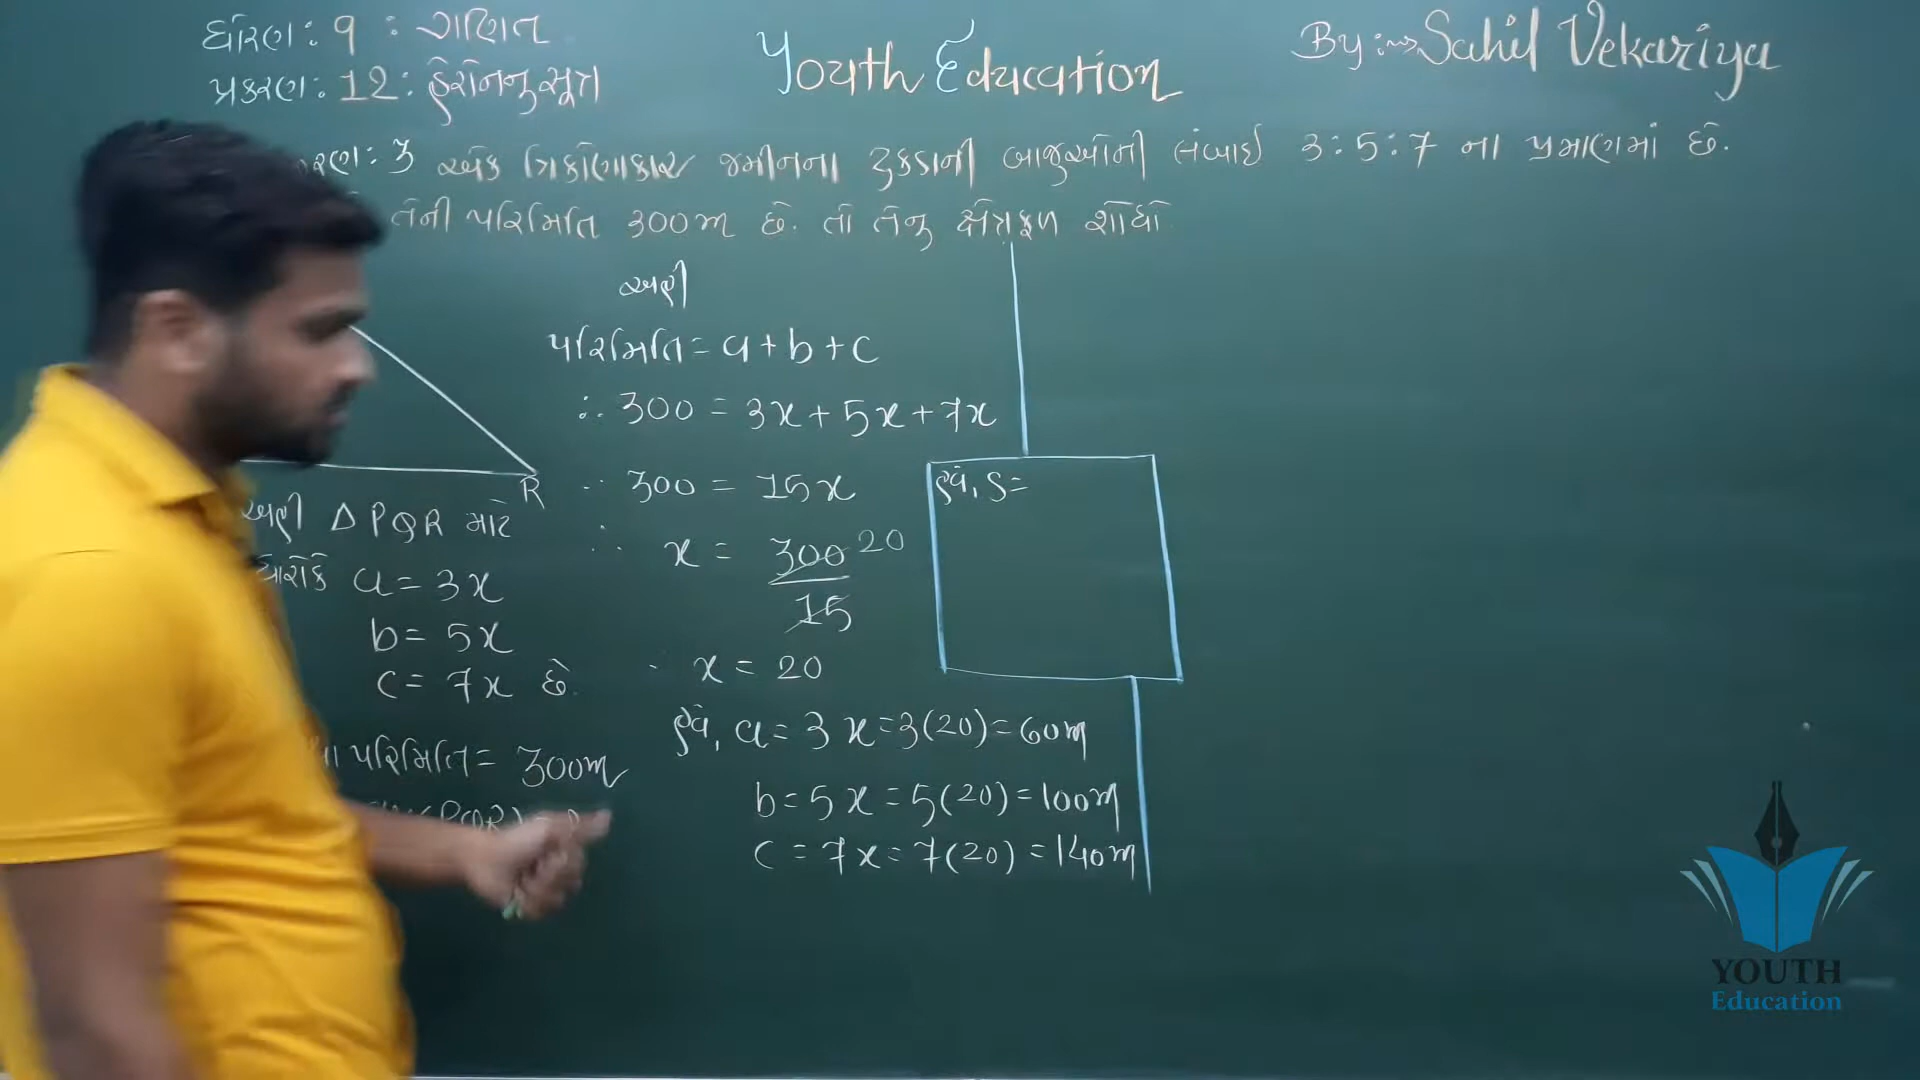 ધોરણ: 9 : ગણિત
પ્રકરણ: 12: હેરોનનુ સૂત્ર
Youth Education
By:⇝ Sahil Vekariya
રણ: 3 એક ત્રિકોણાકાર જમીનના ટુકડાની બાજુઓની લંબાઈ 3:5:7 ના પ્રમાણમાં છે.
તેની પરિમિતિ 300m છે. તો તેનુ ક્ષેત્રફળ શોધો
R
અહીં Δ PQR માટે
ધારોકે a = 3x
b = 5x
c = 7x છે.
પરિમિતિ = 300m
અહીં
પરિમિતિ = a + b + c
∴ 300 = 3x + 5x + 7x
∴ 300 = 15x
∴ x = 300/15 20
∴ x = 20
હવે, a = 3x = 3(20) = 60m
b = 5x = 5(20) = 100m
c = 7x = 7(20) = 140m
હવે, S =
YOUTH
Education